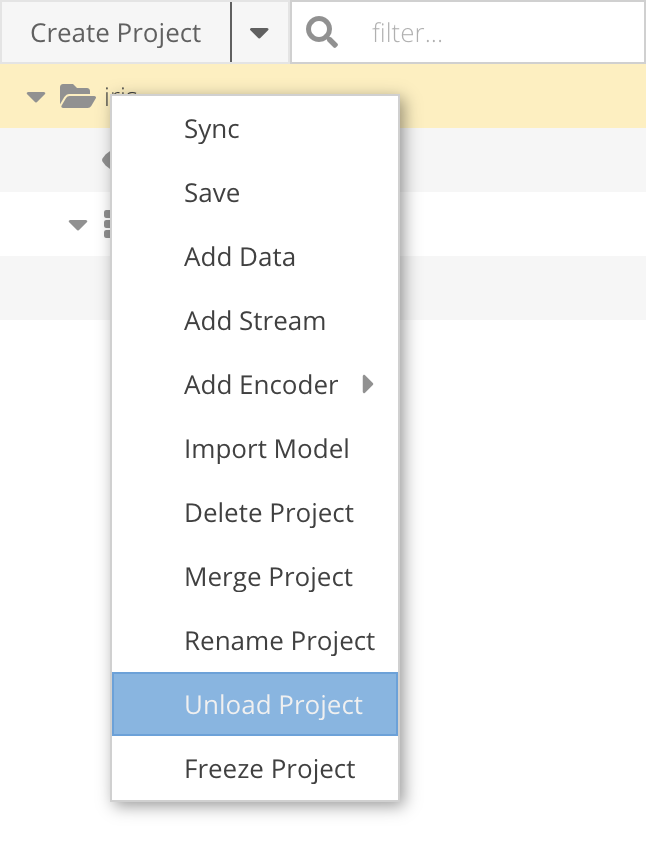 Create Project
filter...
iris
Sync
Save
Add Data
Add Stream
Add Encoder
Import Model
Delete Project
Merge Project
Rename Project
Unload Project
Freeze Project